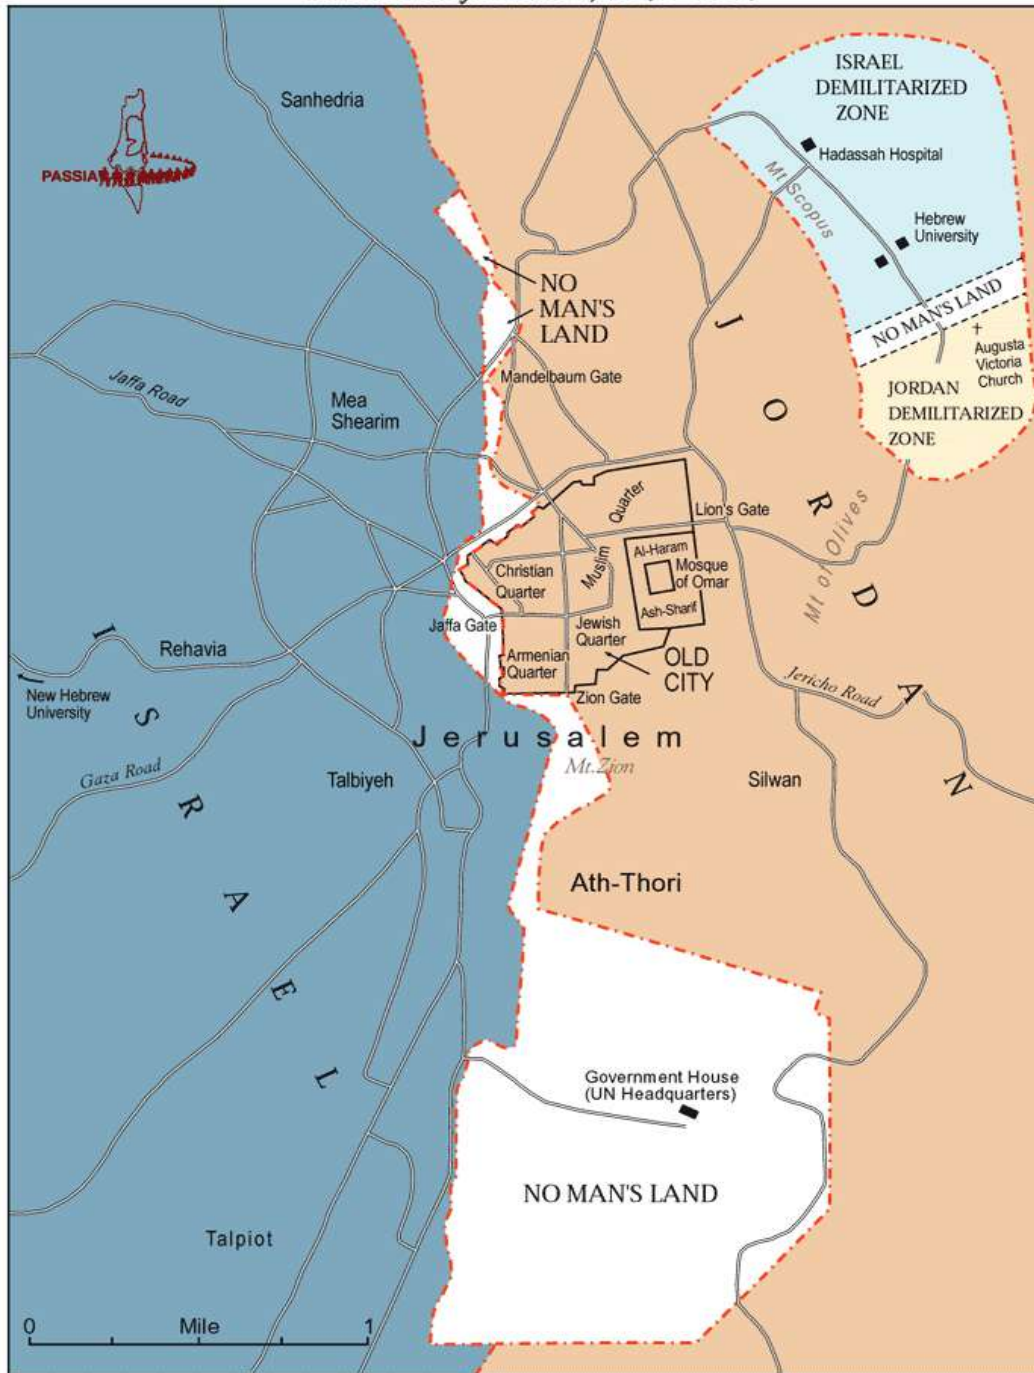 Sanhedria
PASSIA
ISRAEL
DEMILITARIZED
ZONE
Hadassah Hospital
Mt Scopus
Hebrew
University
NO MAN'S LAND
Augusta
Victoria
Church
JORDAN
DEMILITARIZED
ZONE
NO
MAN'S
LAND
Mandelbaum Gate
Jaffa Road
Mea
Shearim
JORDAN
Quarter
Muslim
Lion's Gate
Al-Haram
Mosque
of Omar
Ash-Sharif
Mt of Olives
Christian
Quarter
Jaffa Gate
Jewish
Quarter
Armenian
Quarter
OLD
CITY
Zion Gate
ISRAEL
Rehavia
New Hebrew
University
Jericho Road
Jerusalem
Mt.Zion
Gaza Road
Talbiyeh
Silwan
Ath-Thori
Government House
(UN Headquarters)
NO MAN'S LAND
Talpiot
0 Mile 1